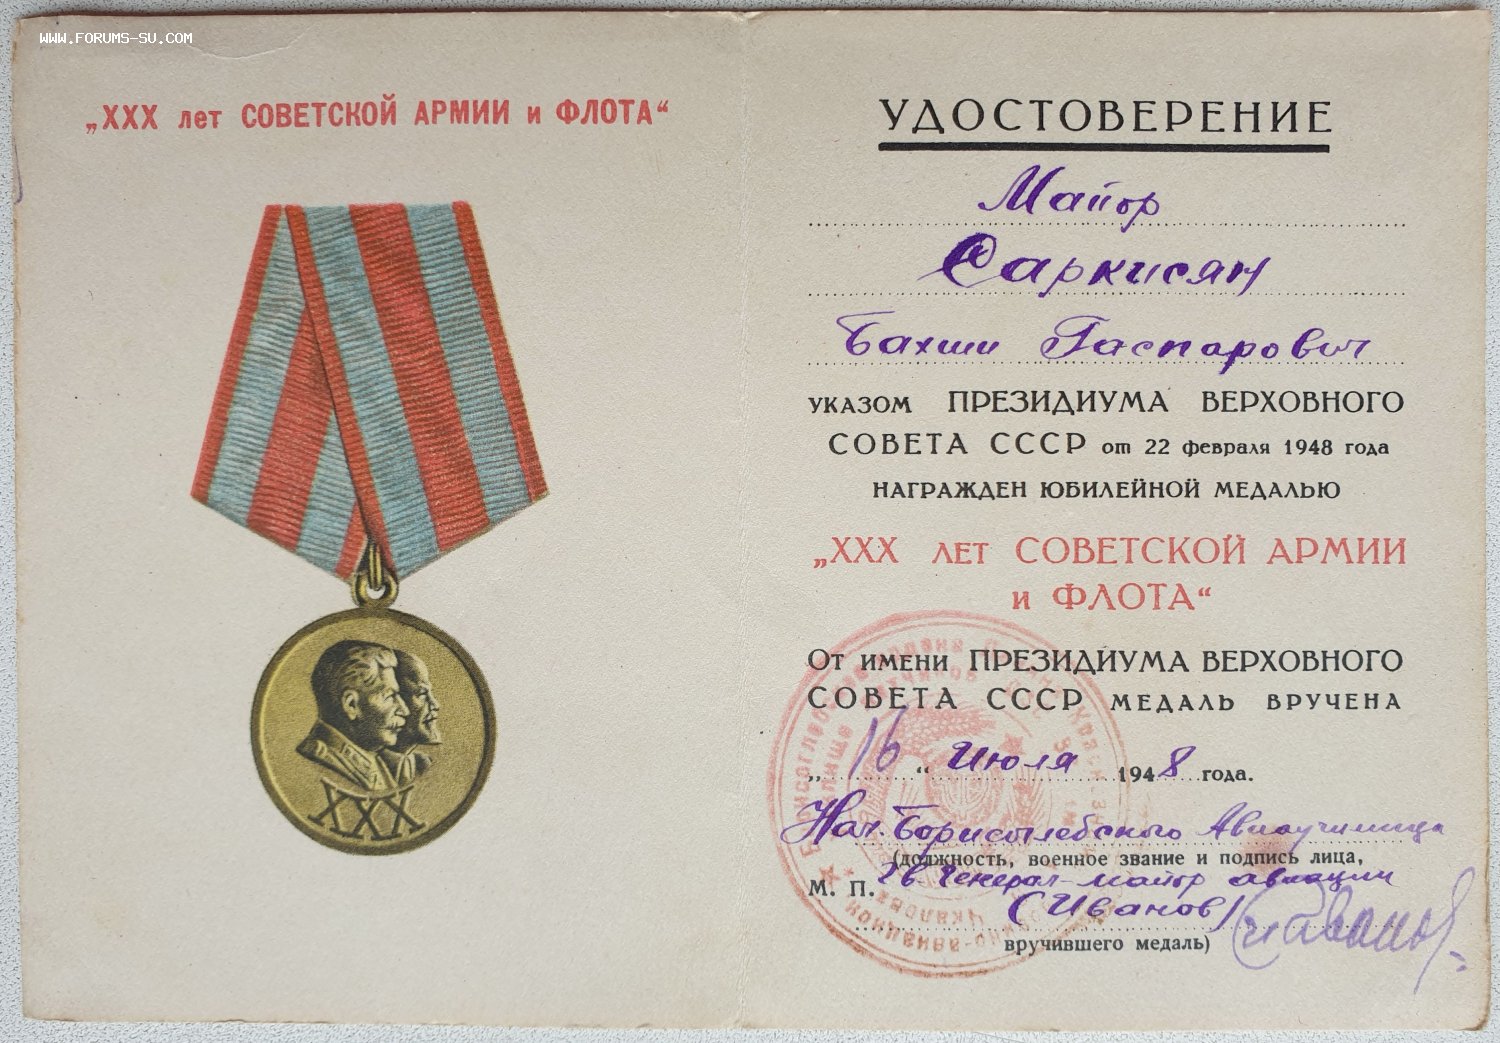 WWW.FORUMS-SU.COM
„XXX лет СОВЕТСКОЙ АРМИИ и ФЛОТА“
XXX
УДОСТОВЕРЕНИЕ
Майор
Саркисян
Бахши Гаспарович
УКАЗОМ ПРЕЗИДИУМА ВЕРХОВНОГО
СОВЕТА СССР от 22 февраля 1948 года
НАГРАЖДЕН ЮБИЛЕЙНОЙ МЕДАЛЬЮ
„XXX ЛЕТ СОВЕТСКОЙ АРМИИ
и ФЛОТА“
ОТ ИМЕНИ ПРЕЗИДИУМА ВЕРХОВНОГО
СОВЕТА СССР МЕДАЛЬ ВРУЧЕНА
„16“ Июля 1948 года.
Нач. Борисоглебского Авиаучилища
(должность, военное звание и подпись лица,
М. П. Гв. Генерал-майор авиации
(Иванов)
вручившего медаль)